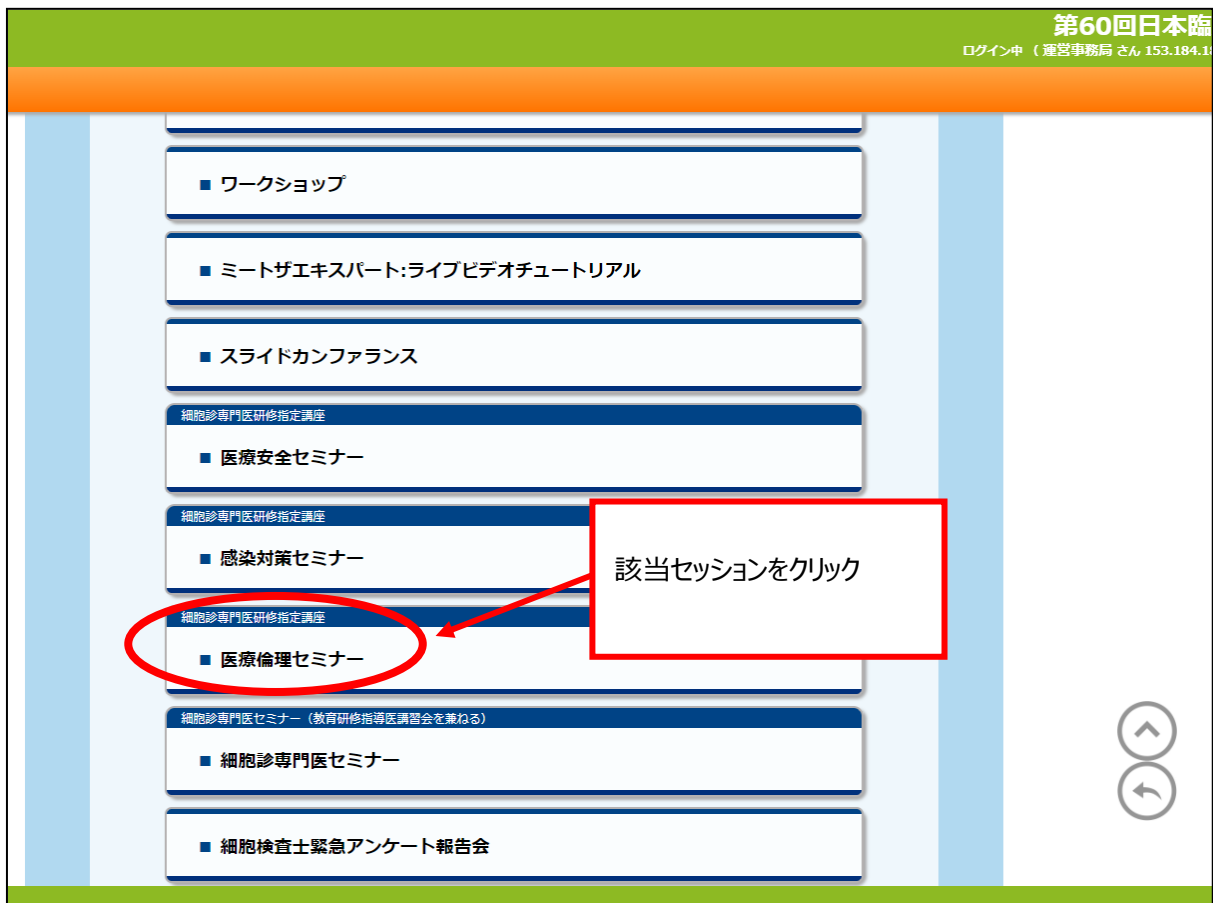 第60回日本臨
ログイン中 ( 運営事務局 さん 153.184.18
■ ワークショップ
■ ミートザエキスパート:ライブビデオチュートリアル
■ スライドカンファランス
細胞診専門医研修指定講座
■ 医療安全セミナー
細胞診専門医研修指定講座
■ 感染対策セミナー
該当セッションをクリック
細胞診専門医研修指定講座
■ 医療倫理セミナー
細胞診専門医セミナー（教育研修指導医講習会を兼ねる）
■ 細胞診専門医セミナー
■ 細胞検査士緊急アンケート報告会